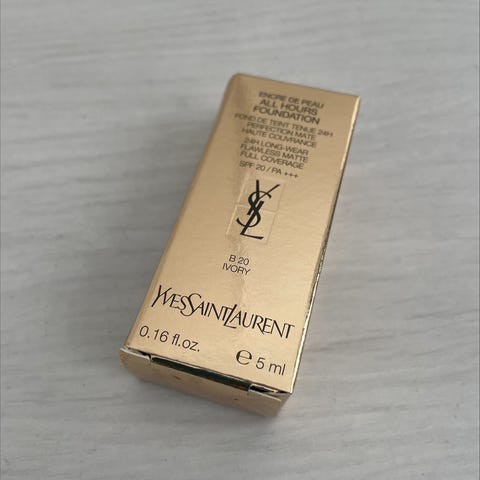 ENCRE DE PEAU
ALL HOURS
FOUNDATION
FOND DE TEINT TENUE 24H
PERFECTION MATE
HAUTE COUVRANCE
24H LONG-WEAR
FLAWLESS MATTE
FULL COVERAGE
SPF 20 / PA +++
YSL
B 20
IVORY
YVESSAINTLAURENT
0.16 fl.oz. ℮ 5 ml